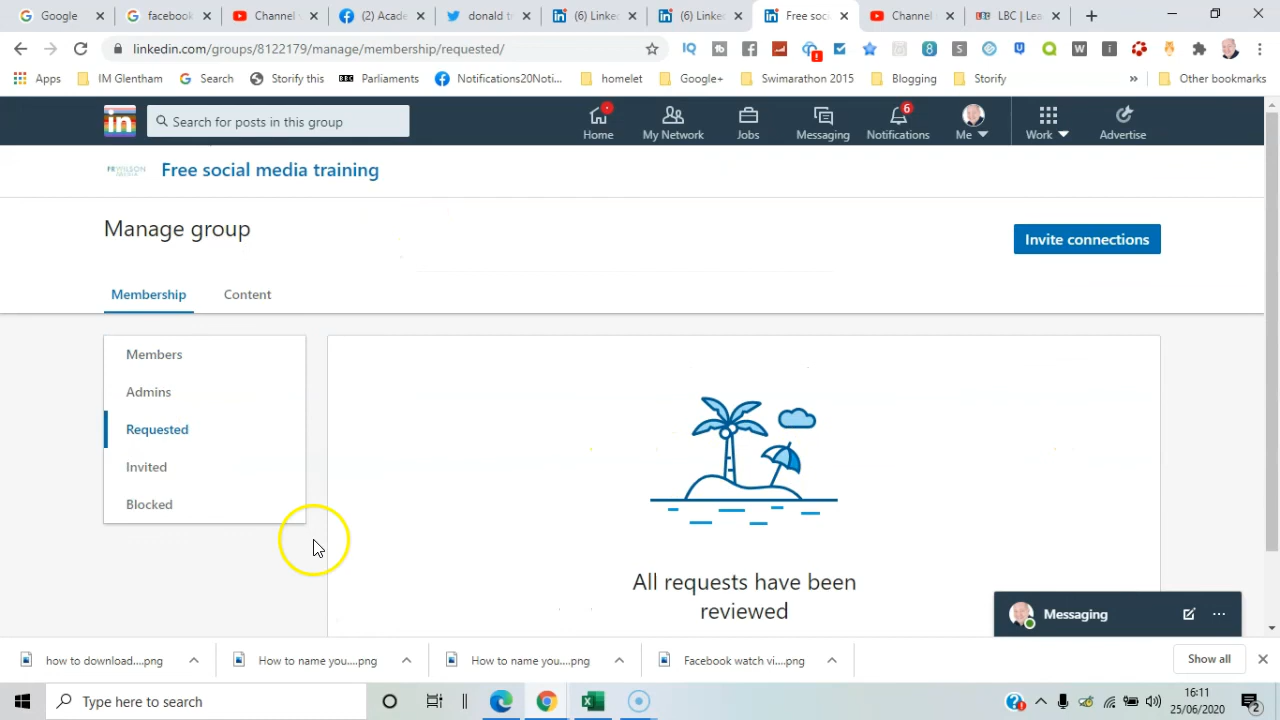 Google
facebook
Channel
(2) Acade
donald t
(6) Linke
(6) Linke
Free soc
Channel
LBC | Lea
linkedin.com/groups/8122179/manage/membership/requested/
Apps
IM Glentham
Search
Storify this
Parliaments
Notifications20Noti...
homelet
Google+
Swimarathon 2015
Blogging
Storify
»
Other bookmarks
in
Search for posts in this group
Home
My Network
Jobs
Messaging
6
Notifications
Me
Work
Advertise
Free social media training
Manage group
Invite connections
Membership
Content
Members
Admins
Requested
Invited
Blocked
All requests have been
reviewed
Messaging
how to download....png
How to name you....png
How to name you....png
Facebook watch vi....png
Show all
Type here to search
16:11
25/06/2020
2